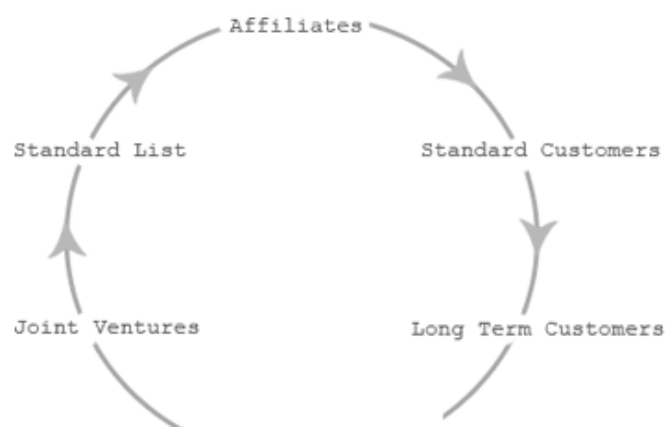 Affiliates
Standard List
Standard Customers
Joint Ventures
Long Term Customers